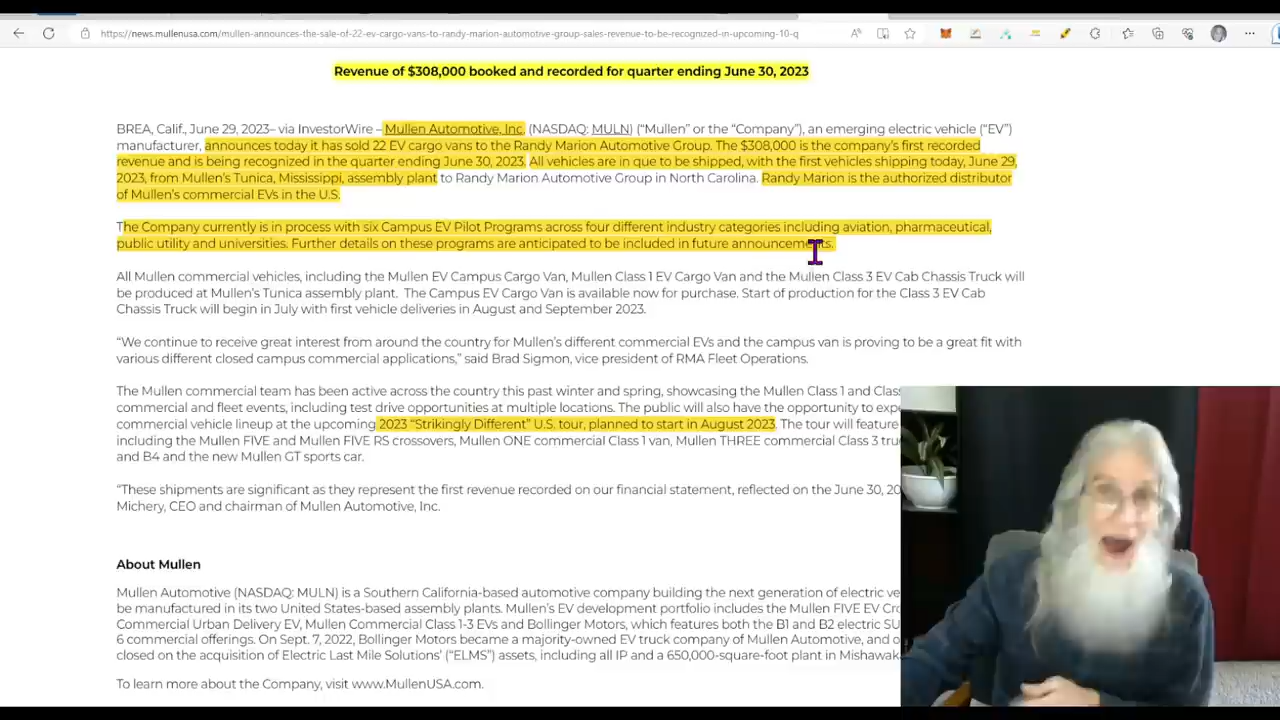 https://news.mullenusa.com/mullen-announces-the-sale-of-22-ev-cargo-vans-to-randy-marion-automotive-group-sales-revenue-to-be-recognized-in-upcoming-10-q
Revenue of $308,000 booked and recorded for quarter ending June 30, 2023
BREA, Calif., June 29, 2023– via InvestorWire – Mullen Automotive, Inc. (NASDAQ: MULN) (“Mullen” or the “Company”), an emerging electric vehicle (“EV”)
manufacturer, announces today it has sold 22 EV cargo vans to the Randy Marion Automotive Group. The $308,000 is the company’s first recorded
revenue and is being recognized in the quarter ending June 30, 2023. All vehicles are in que to be shipped, with the first vehicles shipping today, June 29,
2023, from Mullen’s Tunica, Mississippi, assembly plant to Randy Marion Automotive Group in North Carolina. Randy Marion is the authorized distributor
of Mullen’s commercial EVs in the U.S.
The Company currently is in process with six Campus EV Pilot Programs across four different industry categories including aviation, pharmaceutical,
public utility and universities. Further details on these programs are anticipated to be included in future announcements.
All Mullen commercial vehicles, including the Mullen EV Campus Cargo Van, Mullen Class 1 EV Cargo Van and the Mullen Class 3 EV Cab Chassis Truck will
be produced at Mullen’s Tunica assembly plant. The Campus EV Cargo Van is available now for purchase. Start of production for the Class 3 EV Cab
Chassis Truck will begin in July with first vehicle deliveries in August and September 2023.
“We continue to receive great interest from around the country for Mullen’s different commercial EVs and the campus van is proving to be a great fit with
various different closed campus commercial applications,” said Brad Sigmon, vice president of RMA Fleet Operations.
The Mullen commercial team has been active across the country this past winter and spring, showcasing the Mullen Class 1 and Clas
commercial and fleet events, including test drive opportunities at multiple locations. The public will also have the opportunity to expe
commercial vehicle lineup at the upcoming 2023 “Strikingly Different” U.S. tour, planned to start in August 2023. The tour will feature
including the Mullen FIVE and Mullen FIVE RS crossovers, Mullen ONE commercial Class 1 van, Mullen THREE commercial Class 3 tru
and B4 and the new Mullen GT sports car.
“These shipments are significant as they represent the first revenue recorded on our financial statement, reflected on the June 30, 20
Michery, CEO and chairman of Mullen Automotive, Inc.
About Mullen
Mullen Automotive (NASDAQ: MULN) is a Southern California-based automotive company building the next generation of electric ve
be manufactured in its two United States-based assembly plants. Mullen’s EV development portfolio includes the Mullen FIVE EV Cro
Commercial Urban Delivery EV, Mullen Commercial Class 1-3 EVs and Bollinger Motors, which features both the B1 and B2 electric SU
6 commercial offerings. On Sept. 7, 2022, Bollinger Motors became a majority-owned EV truck company of Mullen Automotive, and o
closed on the acquisition of Electric Last Mile Solutions’ (“ELMS”) assets, including all IP and a 650,000-square-foot plant in Mishawak
To learn more about the Company, visit www.MullenUSA.com.